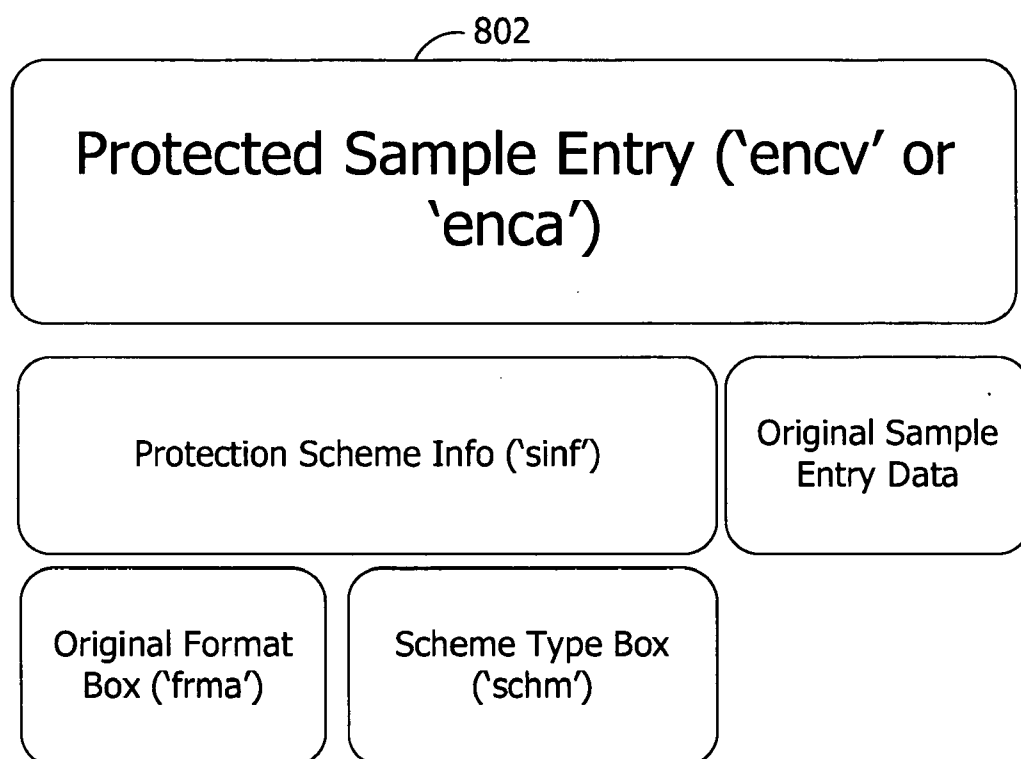 802
Protected Sample Entry (‘encv’ or
‘enca’)
Protection Scheme Info (‘sinf’)
Original Sample
Entry Data
Original Format
Box (‘frma’)
Scheme Type Box
(‘schm’)